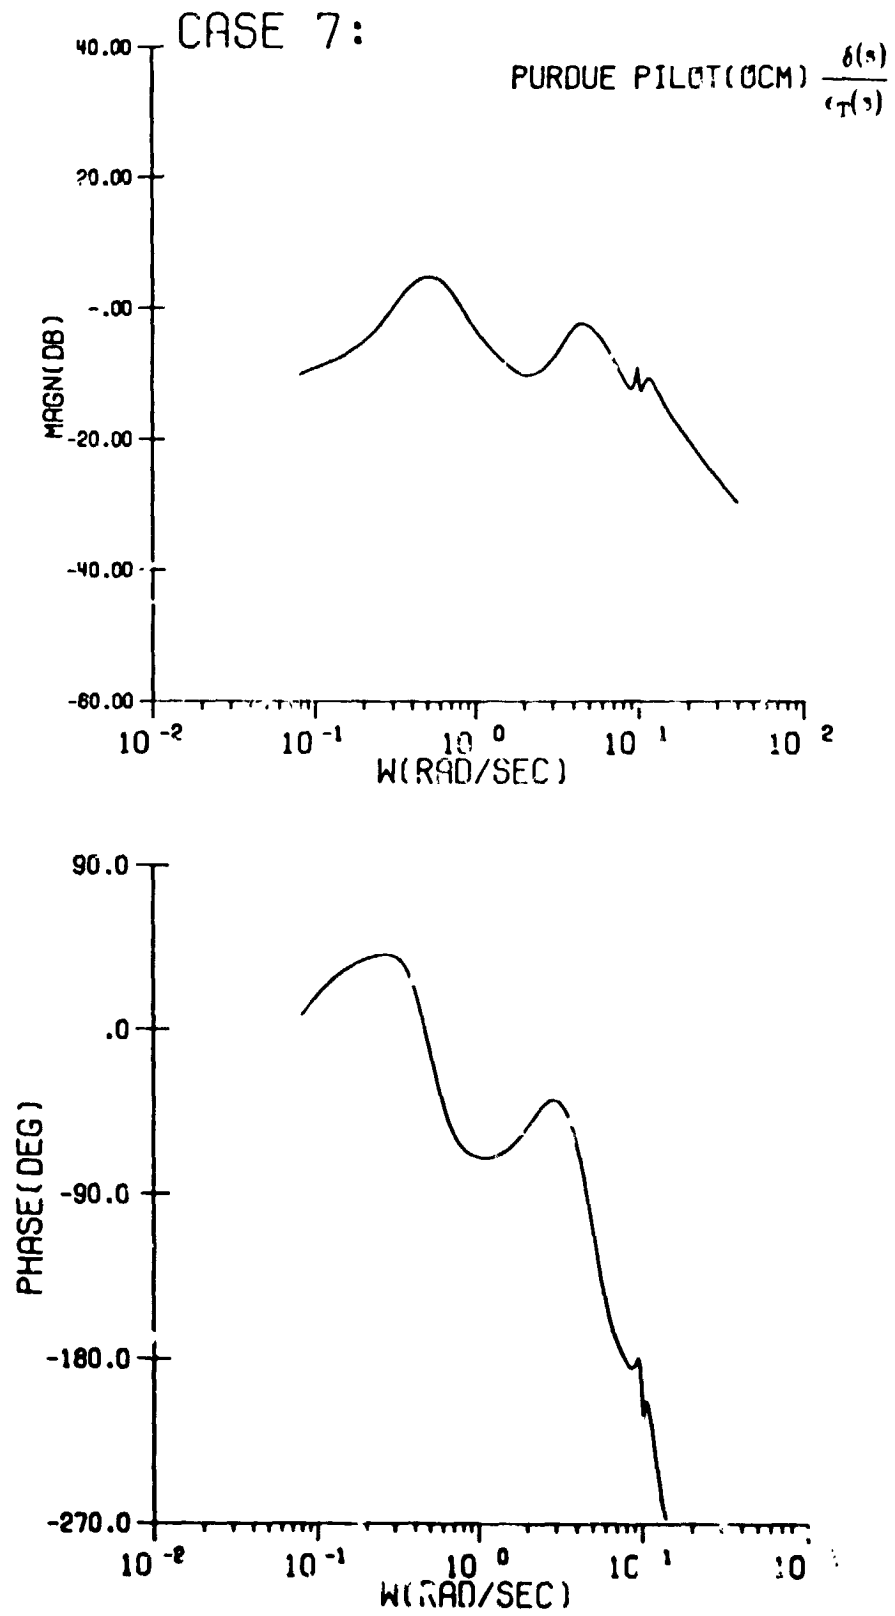 CASE 7:
PURDUE PILOT(OCM) δ(s)
ϵT(s)
40.00
20.00
-.00
-20.00
-40.00
-60.00
MAGN(DB)
10-2 10-1 10 0 10 1 10 2
W(RAD/SEC)
90.0
.0
-90.0
-180.0
-270.0
PHASE(DEG)
10-2 10-1 10 0 10 1 10
W(RAD/SEC)